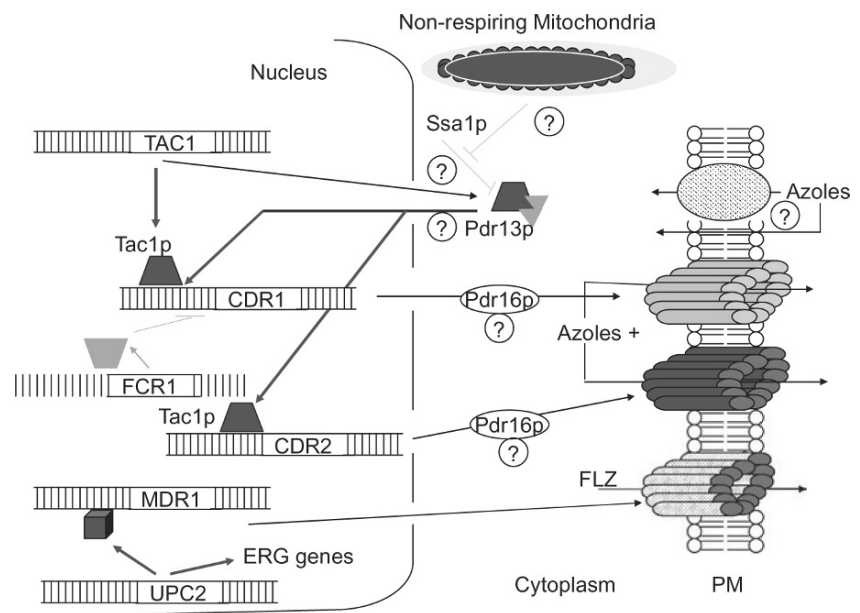 Non-respiring Mitochondria
Nucleus
Ssa1p
?
TAC1
?
Azoles
?
?
Pdr13p
Tac1p
CDR1
Pdr16p
?
Azoles +
FCR1
Tac1p
CDR2
Pdr16p
?
FLZ
MDR1
ERG genes
UPC2
Cytoplasm
PM